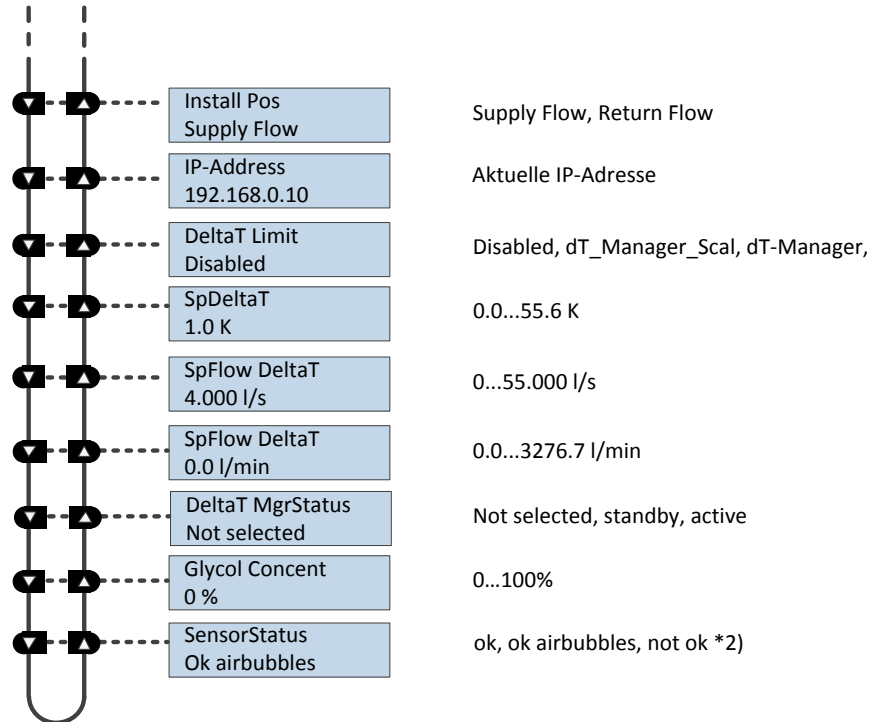 Install Pos
Supply Flow
Supply Flow, Return Flow
IP-Address
192.168.0.10
Aktuelle IP-Adresse
DeltaT Limit
Disabled
Disabled, dT_Manager_Scal, dT-Manager,
SpDeltaT
1.0 K
0.0...55.6 K
SpFlow DeltaT
4.000 l/s
0...55.000 l/s
SpFlow DeltaT
0.0 l/min
0.0...3276.7 l/min
DeltaT MgrStatus
Not selected
Not selected, standby, active
Glycol Concent
0 %
0...100%
SensorStatus
Ok airbubbles
ok, ok airbubbles, not ok *2)